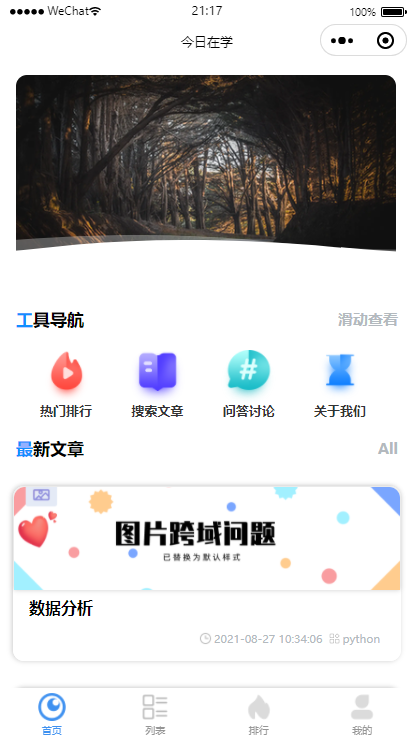 WeChat 21:17 100%
今日在学
工具导航 滑动查看
#
热门排行 搜索文章 问答讨论 关于我们
最新文章 All
图片跨域问题
已替换为默认样式
数据分析
2021-08-27 10:34:06 python
首页 列表 排行 我的